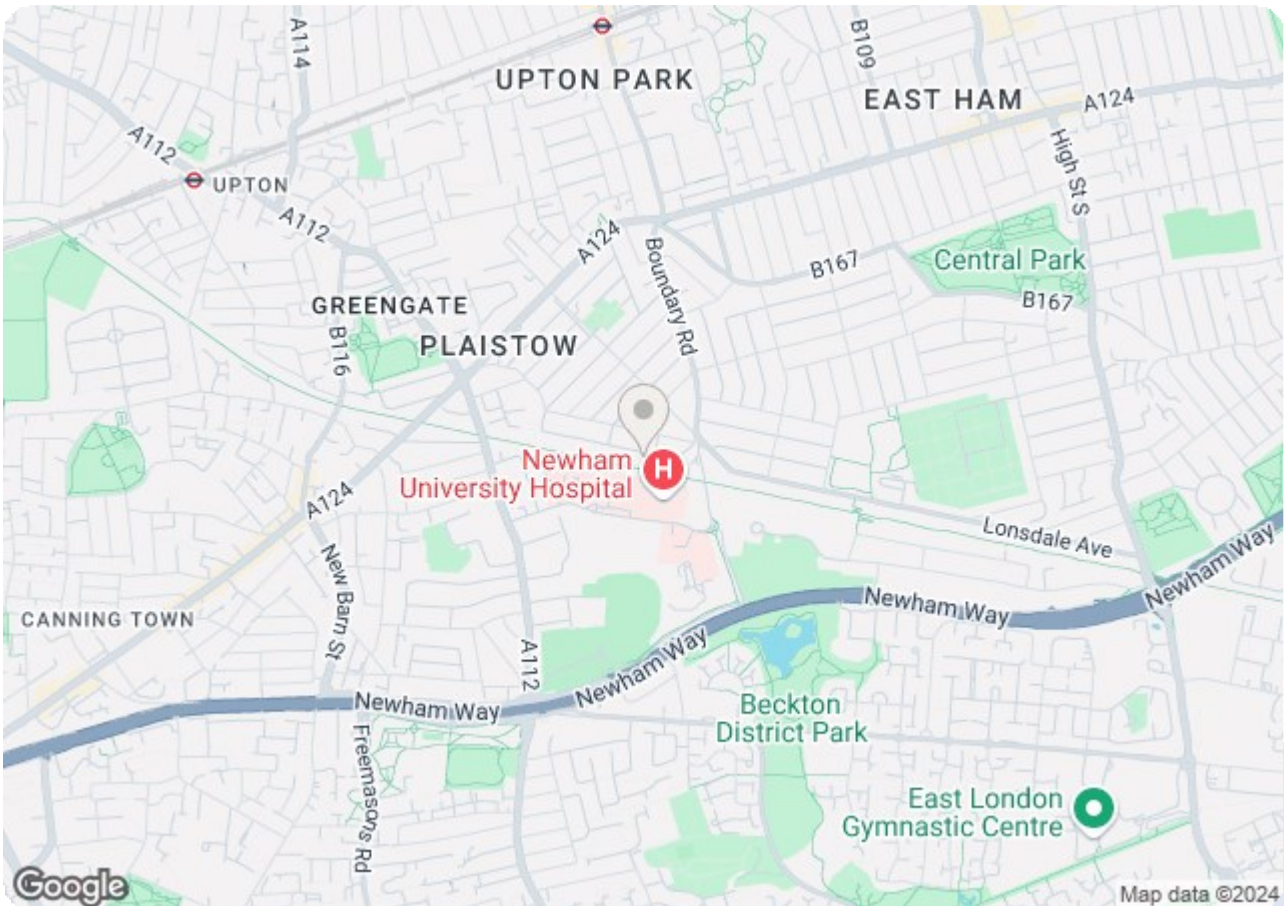 A114
B109
UPTON PARK
EAST HAM
A124
A112
High St S
UPTON
A112
A124
Boundary Rd
B167
Central Park
B167
GREENGATE
B116
PLAISTOW
Newham
University Hospital
H
A124
Lonsdale Ave
New Barn St
Newham Way
Newham Way
CANNING TOWN
A112
Newham Way
Newham Way
Beckton
District Park
Freemasons Rd
East London
Gymnastic Centre
Google
Map data ©2024